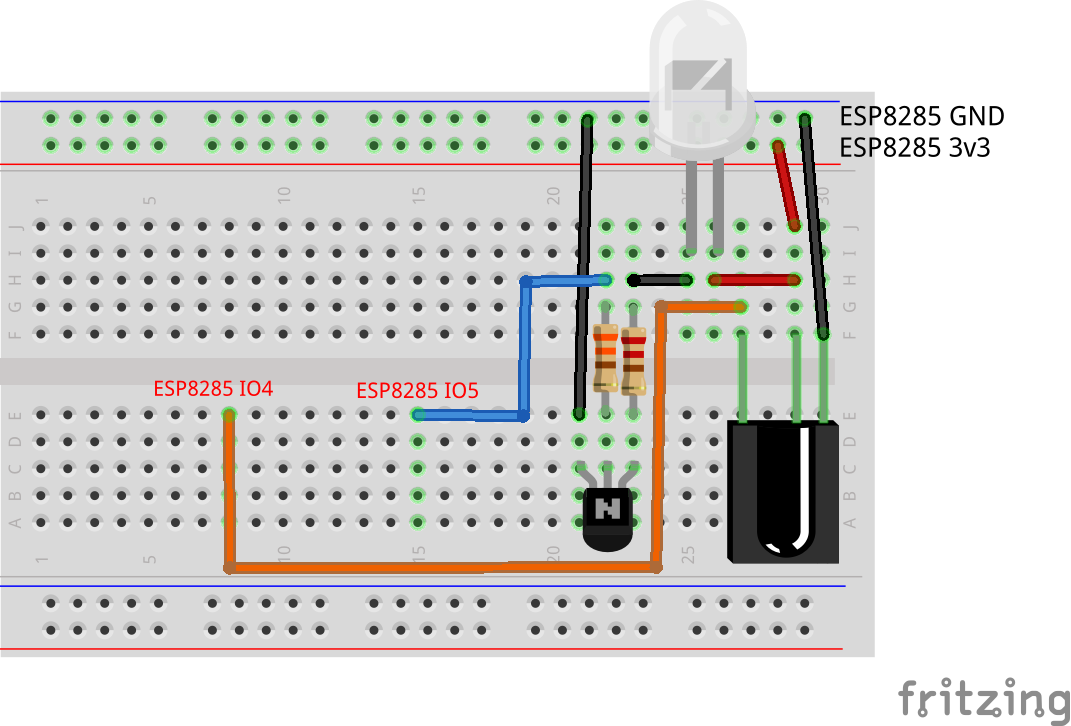 ESP8285 GND
ESP8285 3v3
1 5 10 15 20 25 30
J J
I I
H H
G G
F F
ESP8285 IO4 ESP8285 IO5
E E
D D
C C
B B
A A
N
1 5 10 15 20 25
fritzing